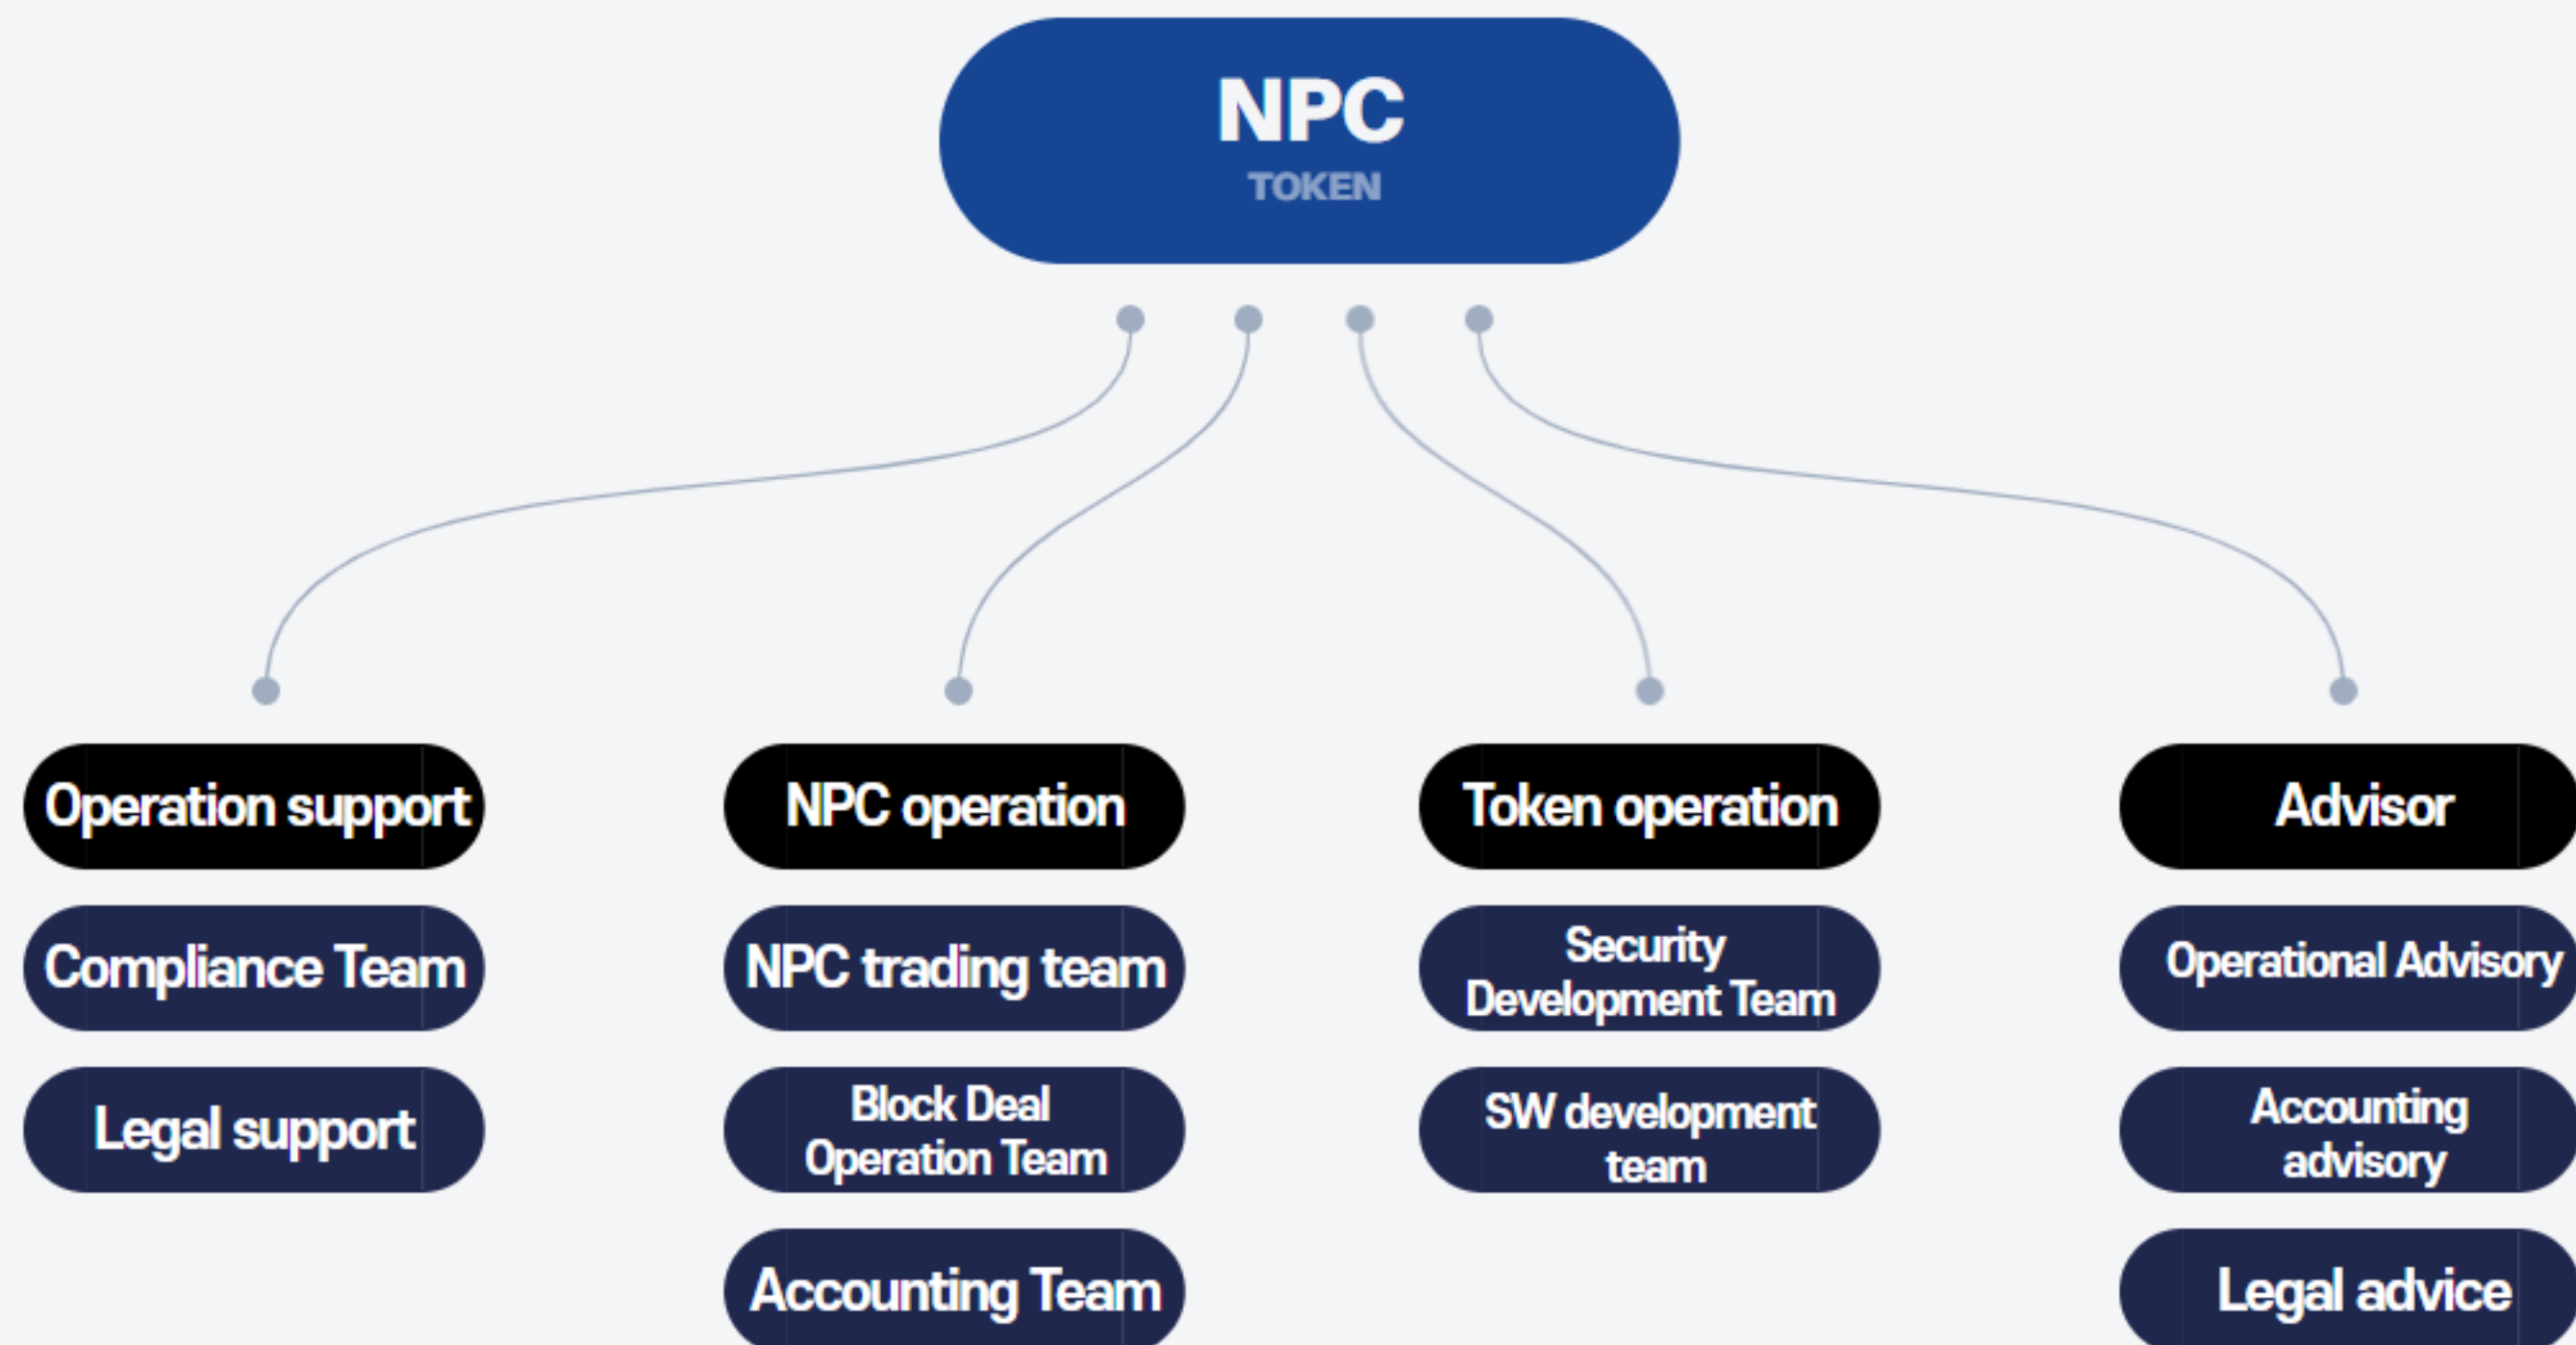 NPC
TOKEN
Operation support
Compliance Team
Legal support
NPC operation
NPC trading team
Block Deal
Operation Team
Accounting Team
Token operation
Security
Development Team
SW development
team
Advisor
Operational Advisory
Accounting
advisory
Legal advice